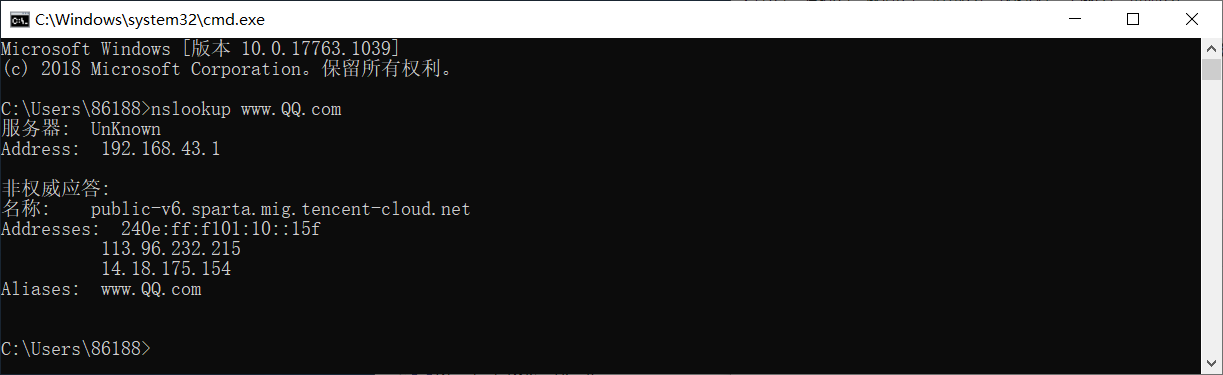 C:\Windows\system32\cmd.exe
Microsoft Windows [版本 10.0.17763.1039]
(c) 2018 Microsoft Corporation。保留所有权利。
C:\Users\86188>nslookup www.QQ.com
服务器:  UnKnown
Address:  192.168.43.1
非权威应答:
名称:    public-v6.sparta.mig.tencent-cloud.net
Addresses:  240e:ff:f101:10::15f
113.96.232.215
14.18.175.154
Aliases:  www.QQ.com
C:\Users\86188>